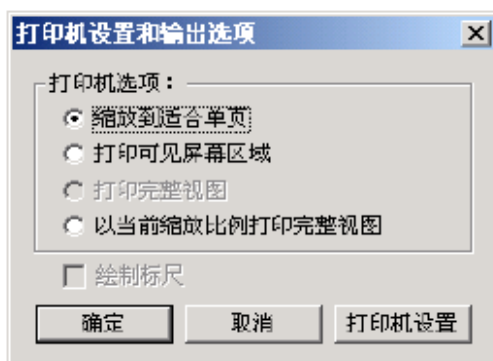 打印机设置和输出选项
打印机选项：
缩放到适合单页
打印可见屏幕区域
打印完整视图
以当前缩放比例打印完整视图
绘制标尺
确定 取消 打印机设置